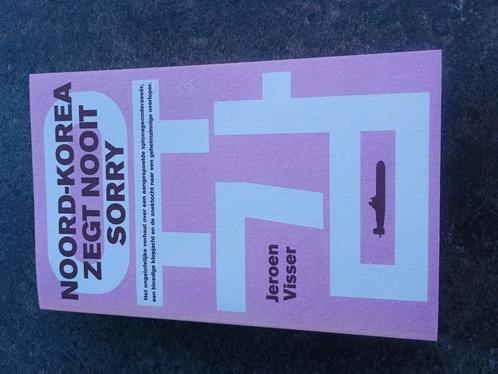 NOORD-KOREA
ZEGT NOOIT
SORRY
Het ongelofelijke verhaal over een aangespoelde spionageonderzeeër,
een bloedige klopjacht en de zoektocht naar een geheimzinnige overloper.
Jeroen
Visser